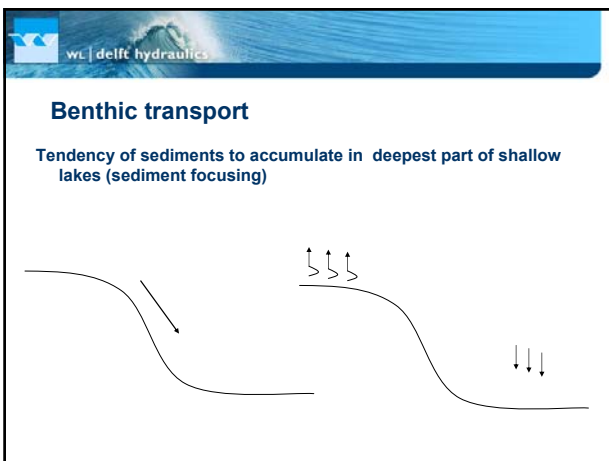 wL | delft hydraulics
Benthic transport
Tendency of sediments to accumulate in deepest part of shallow
lakes (sediment focusing)